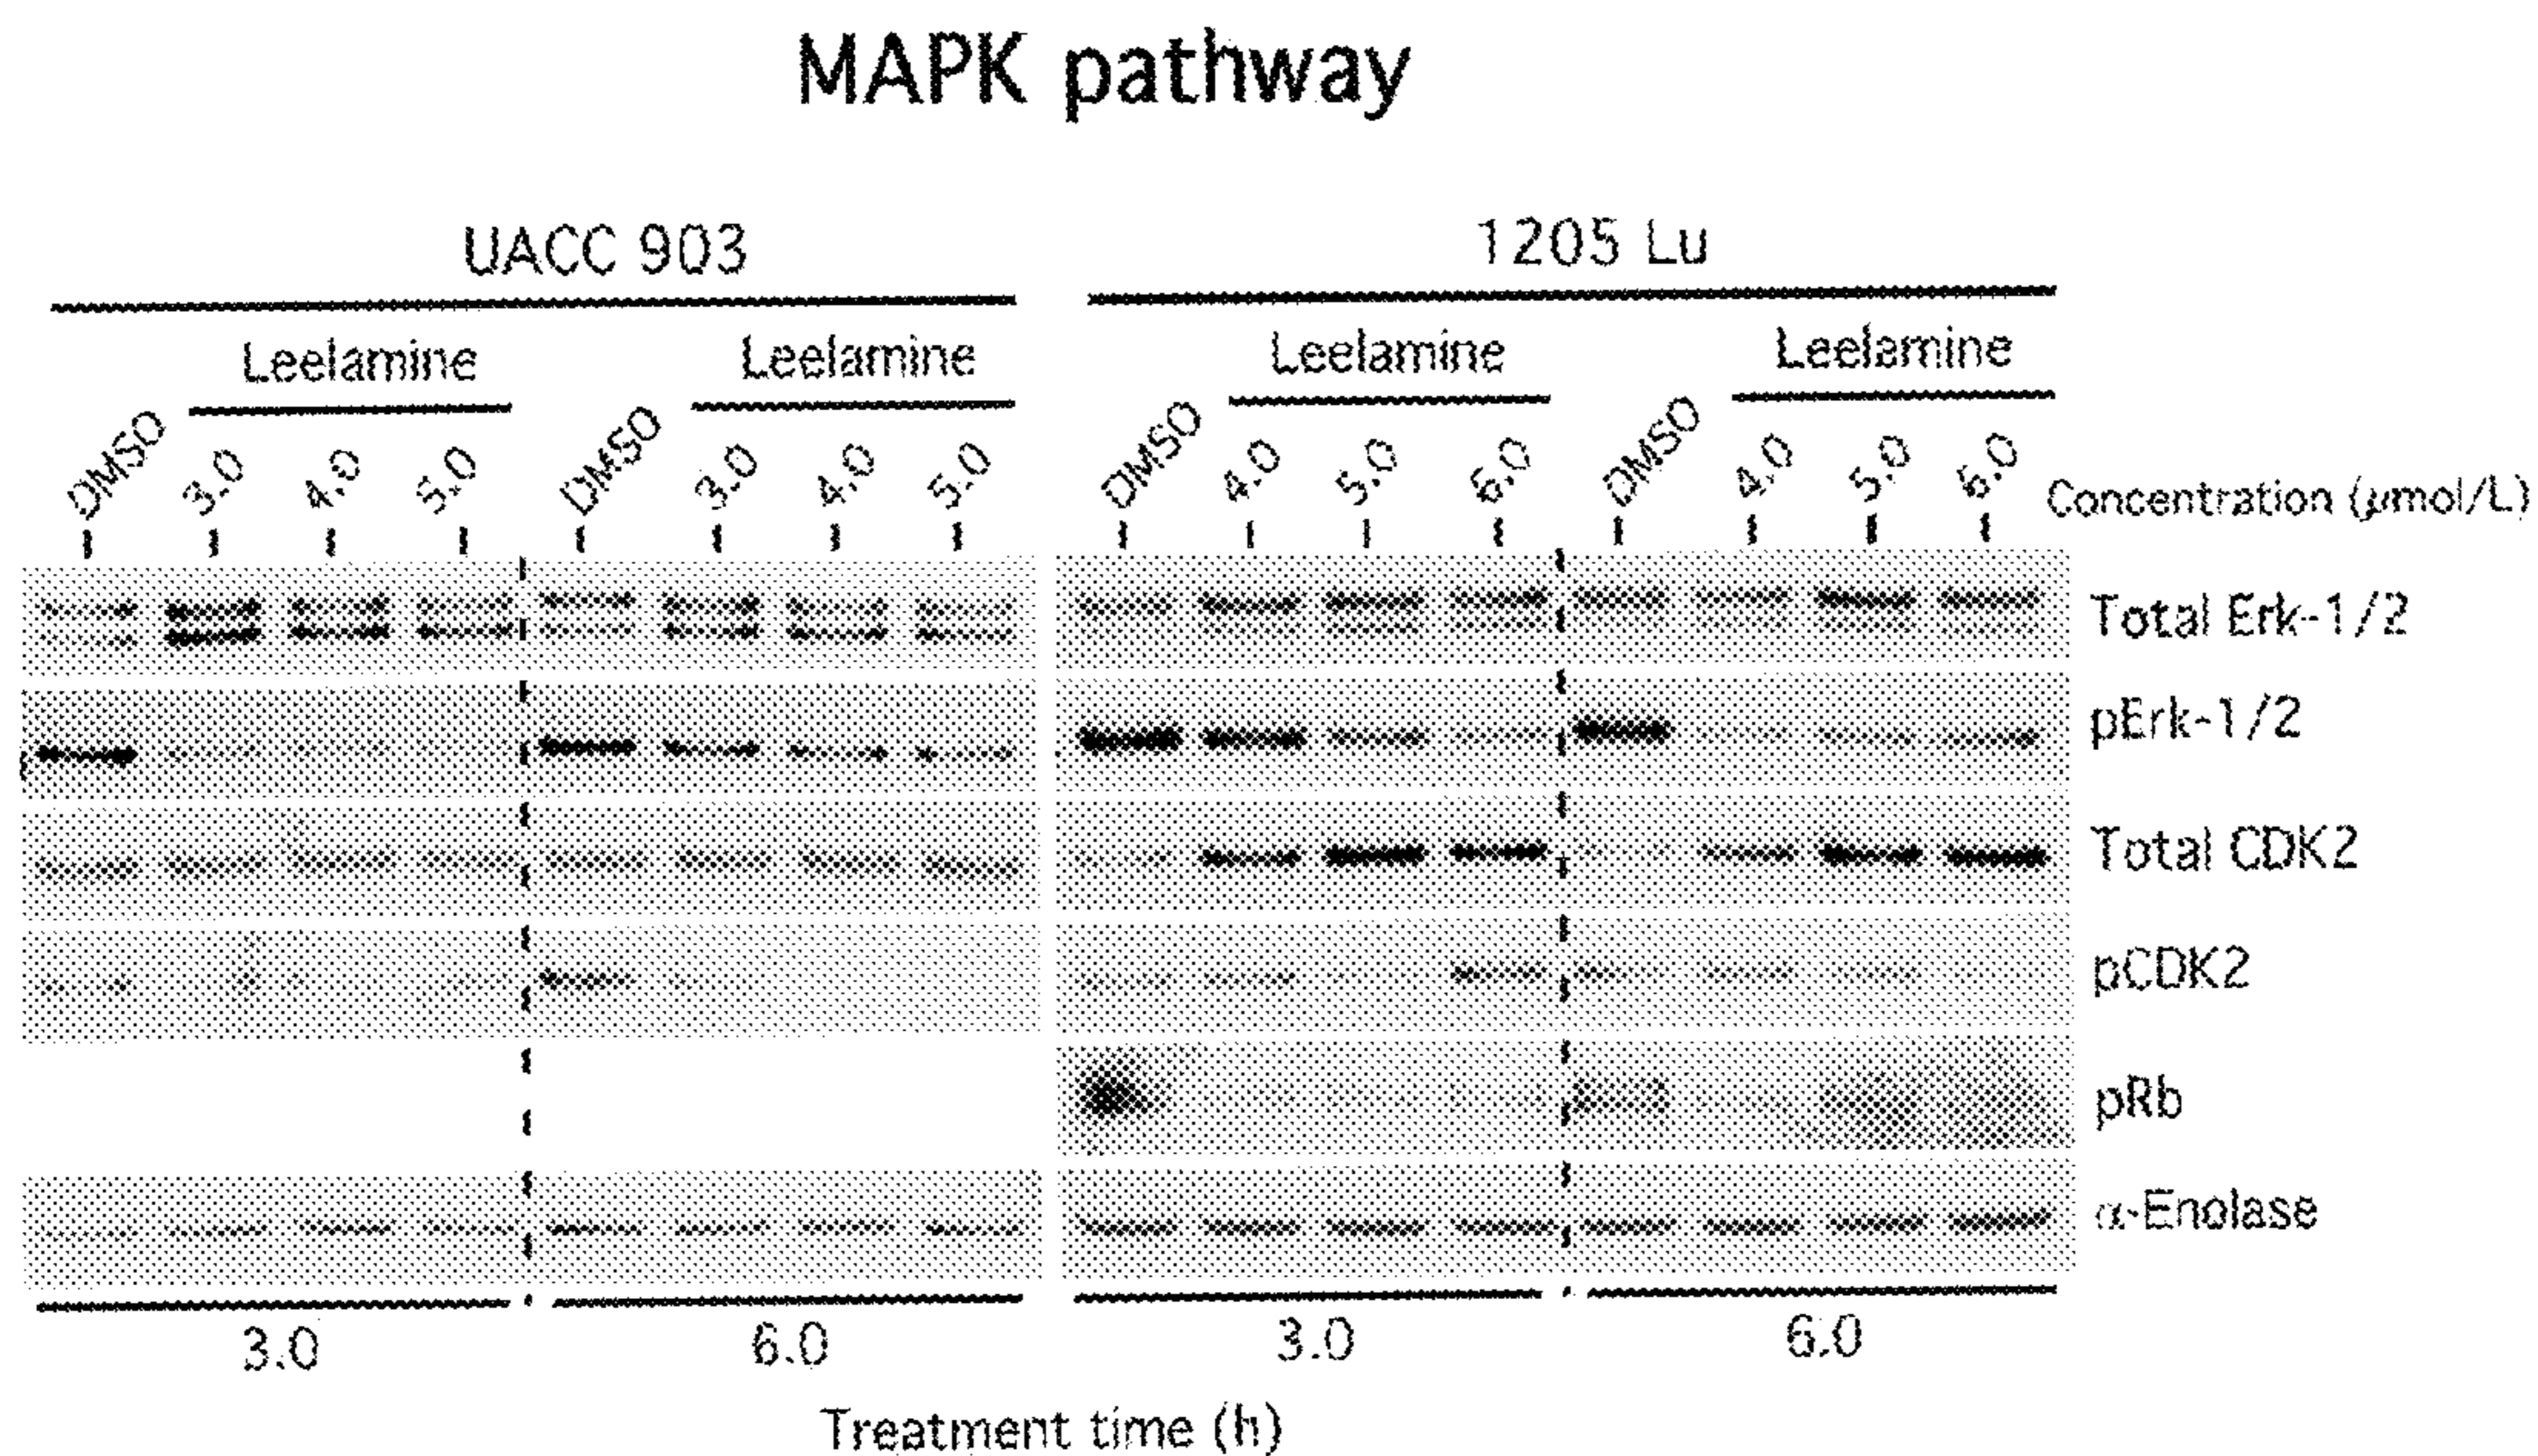 MAPK pathway
UACC 903 1205 Lu
Leelamine Leelamine Leelamine Leelamine
DMSO 3.0 4.0 5.0 DMSO 3.0 4.0 5.0 DMSO 4.0 5.0 6.0 DMSO 4.0 5.0 6.0 Concentration (μmol/L)
Total Erk-1/2
pErk-1/2
Total CDK2
pCDK2
pRb
α-Enolase
3.0 6.0 3.0 6.0
Treatment time (h)